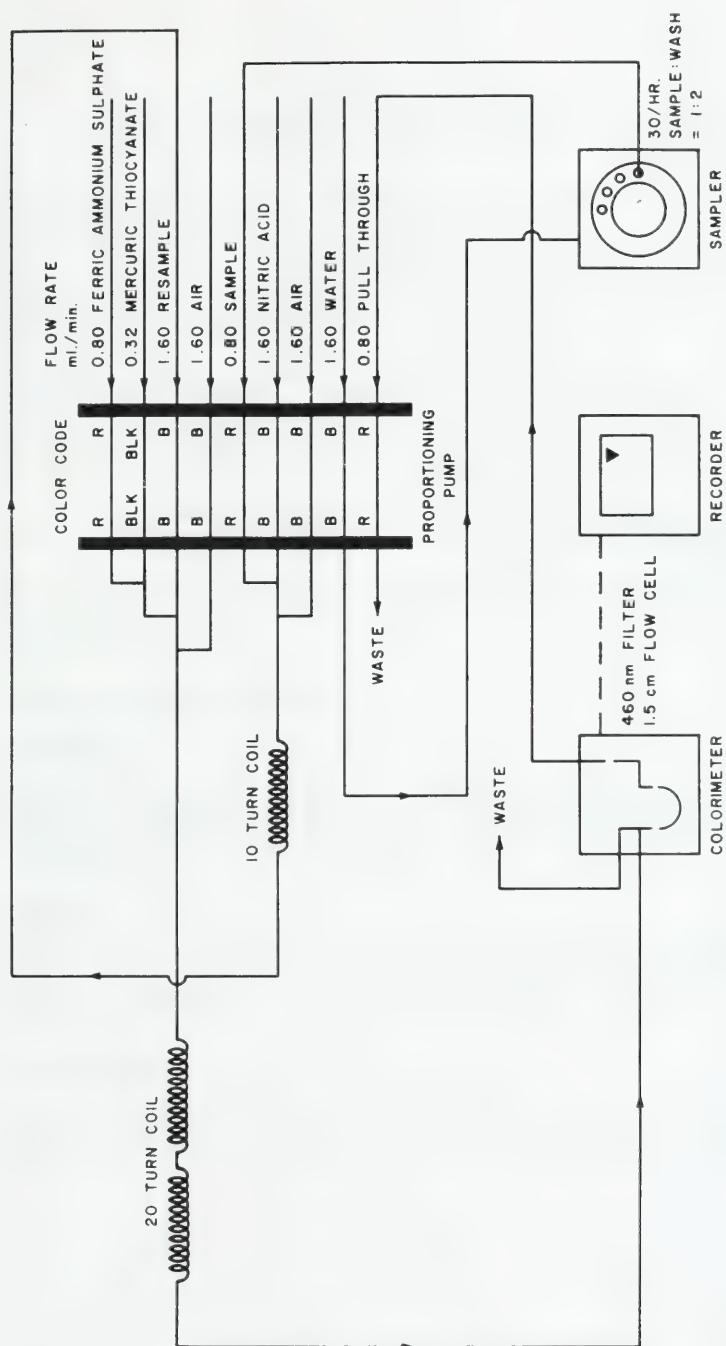 FLOW RATE
ml./min.
COLOR CODE
R R 0.80 FERRIC AMMONIUM SULPHATE
BLK BLK 0.32 MERCURIC THIOCYANATE
B B 1.60 RESAMPLE
B B 1.60 AIR
R R 0.80 SAMPLE
B B 1.60 NITRIC ACID
B B 1.60 AIR
B B 1.60 WATER
R R 0.80 PULL THROUGH
PROPORTIONING
PUMP
20 TURN COIL
10 TURN COIL
WASTE
WASTE
30/HR.
SAMPLE:WASH
= 1:2
460 nm FILTER
1.5 cm FLOW CELL
COLORIMETER
RECORDER
SAMPLER